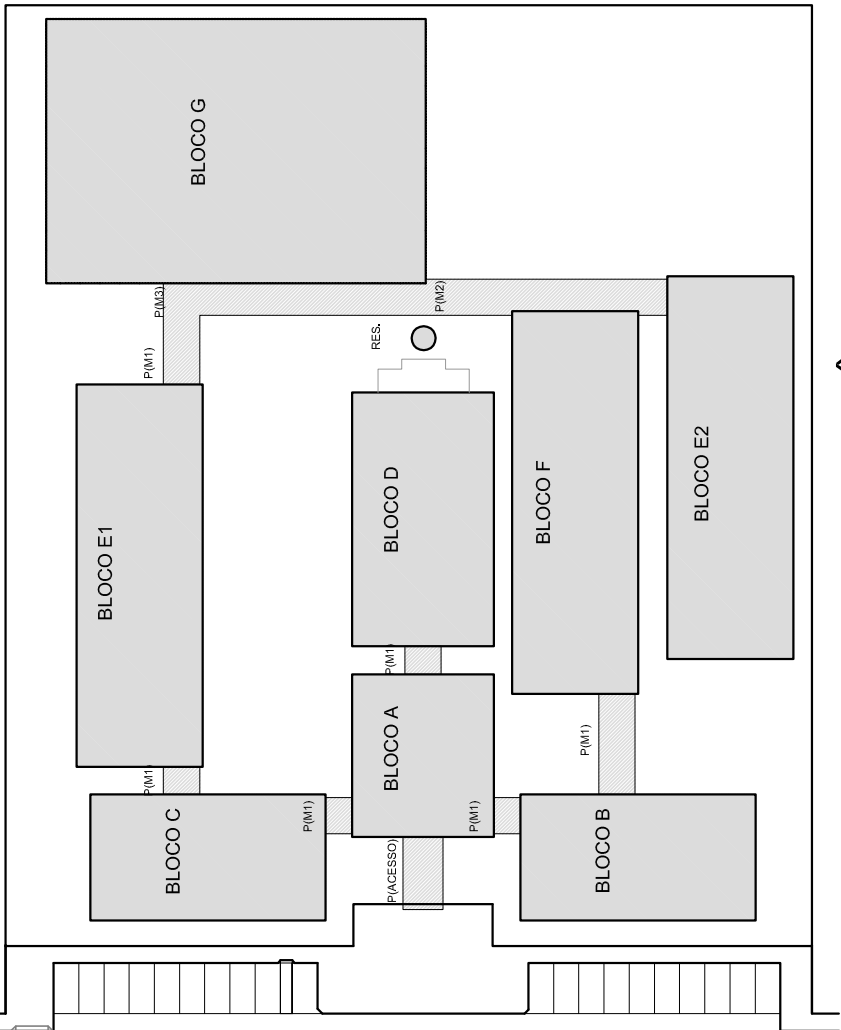 BLOCO G
P(M3)
P(M2)
RES.
P(M1)
BLOCO E2
BLOCO F
BLOCO D
BLOCO E1
P(M1)
BLOCO A
P(M1)
P(M1)
P(M1)
P(M1)
BLOCO B
BLOCO C
P(ACESSO)